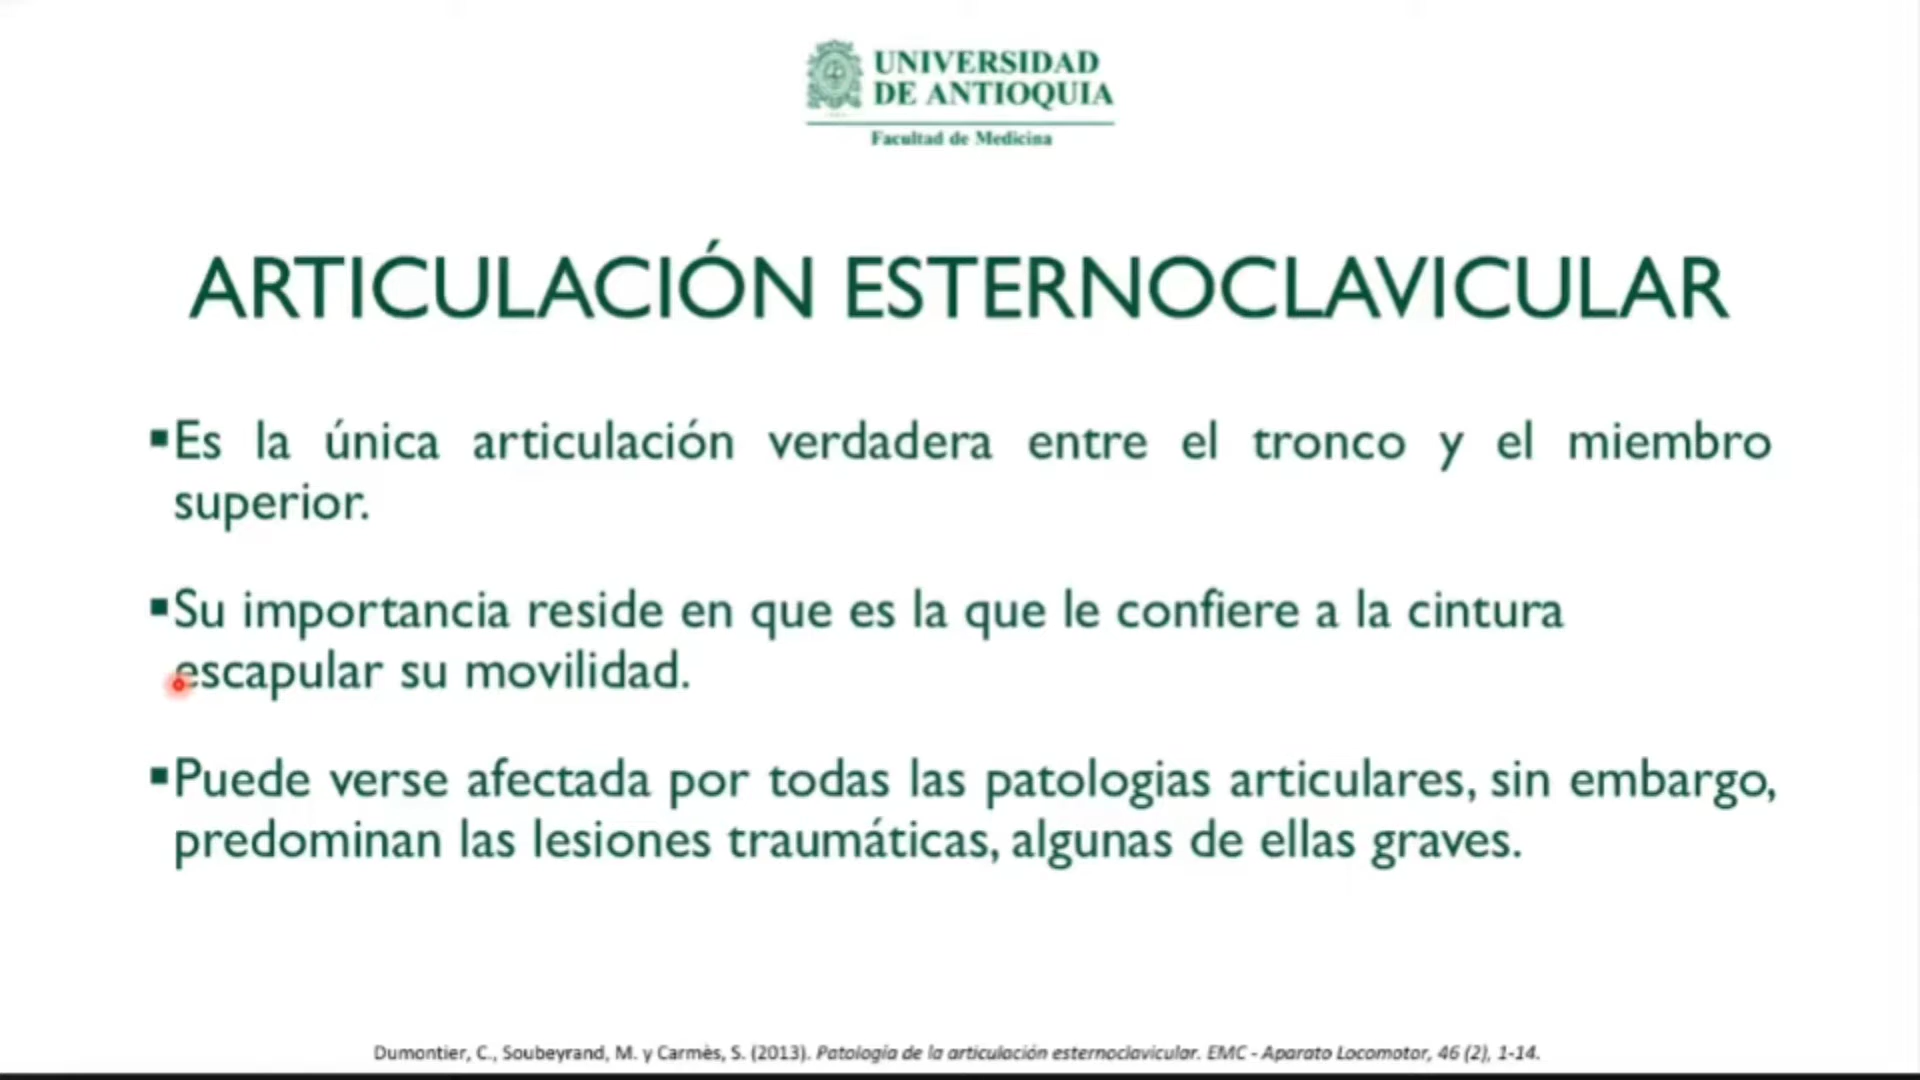 UNIVERSIDAD
DE ANTIOQUIA
Facultad de Medicina
ARTICULACIÓN ESTERNOCLAVICULAR
▪Es la única articulación verdadera entre el tronco y el miembro
superior.
▪Su importancia reside en que es la que le confiere a la cintura
escapular su movilidad.
▪Puede verse afectada por todas las patologias articulares, sin embargo,
predominan las lesiones traumáticas, algunas de ellas graves.
Dumontier, C., Soubeyrand, M. y Carmès, S. (2013). Patología de la articulación esternoclavicular. EMC - Aparato Locomotor, 46 (2), 1-14.